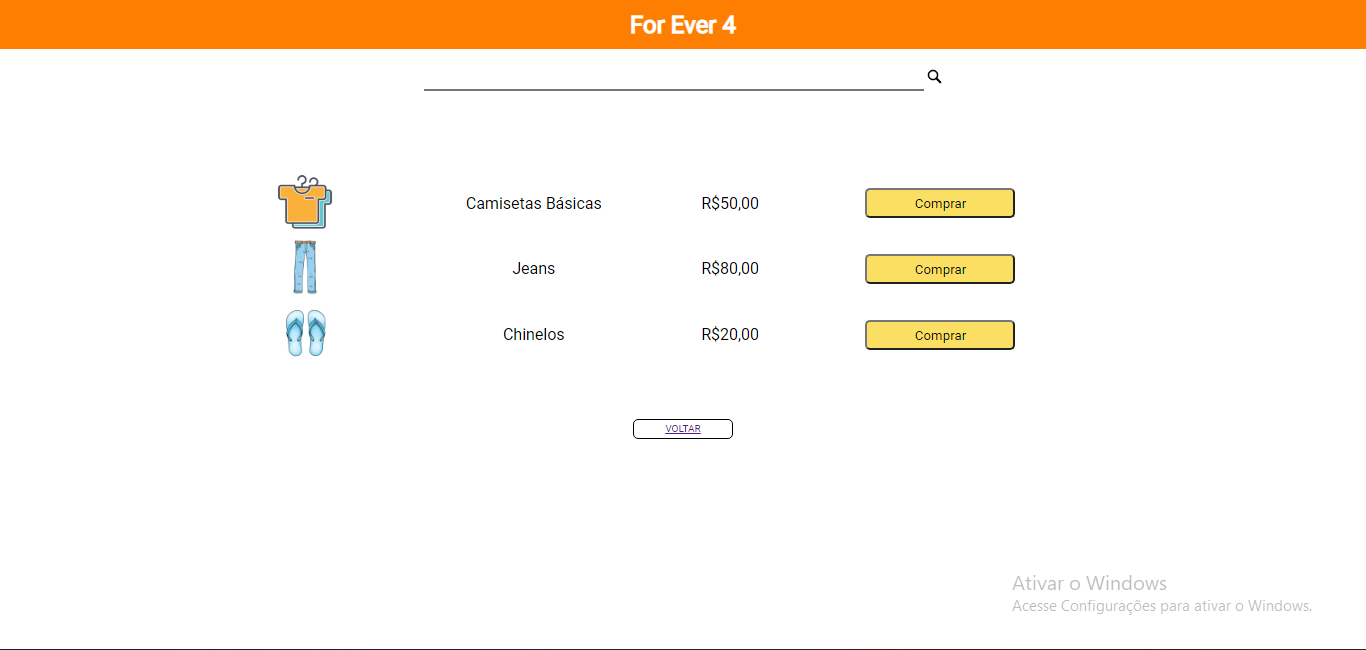 For Ever 4
Camisetas Básicas R$50,00 Comprar
Jeans R$80,00 Comprar
Chinelos R$20,00 Comprar
VOLTAR
Ativar o Windows
Acesse Configurações para ativar o Windows.